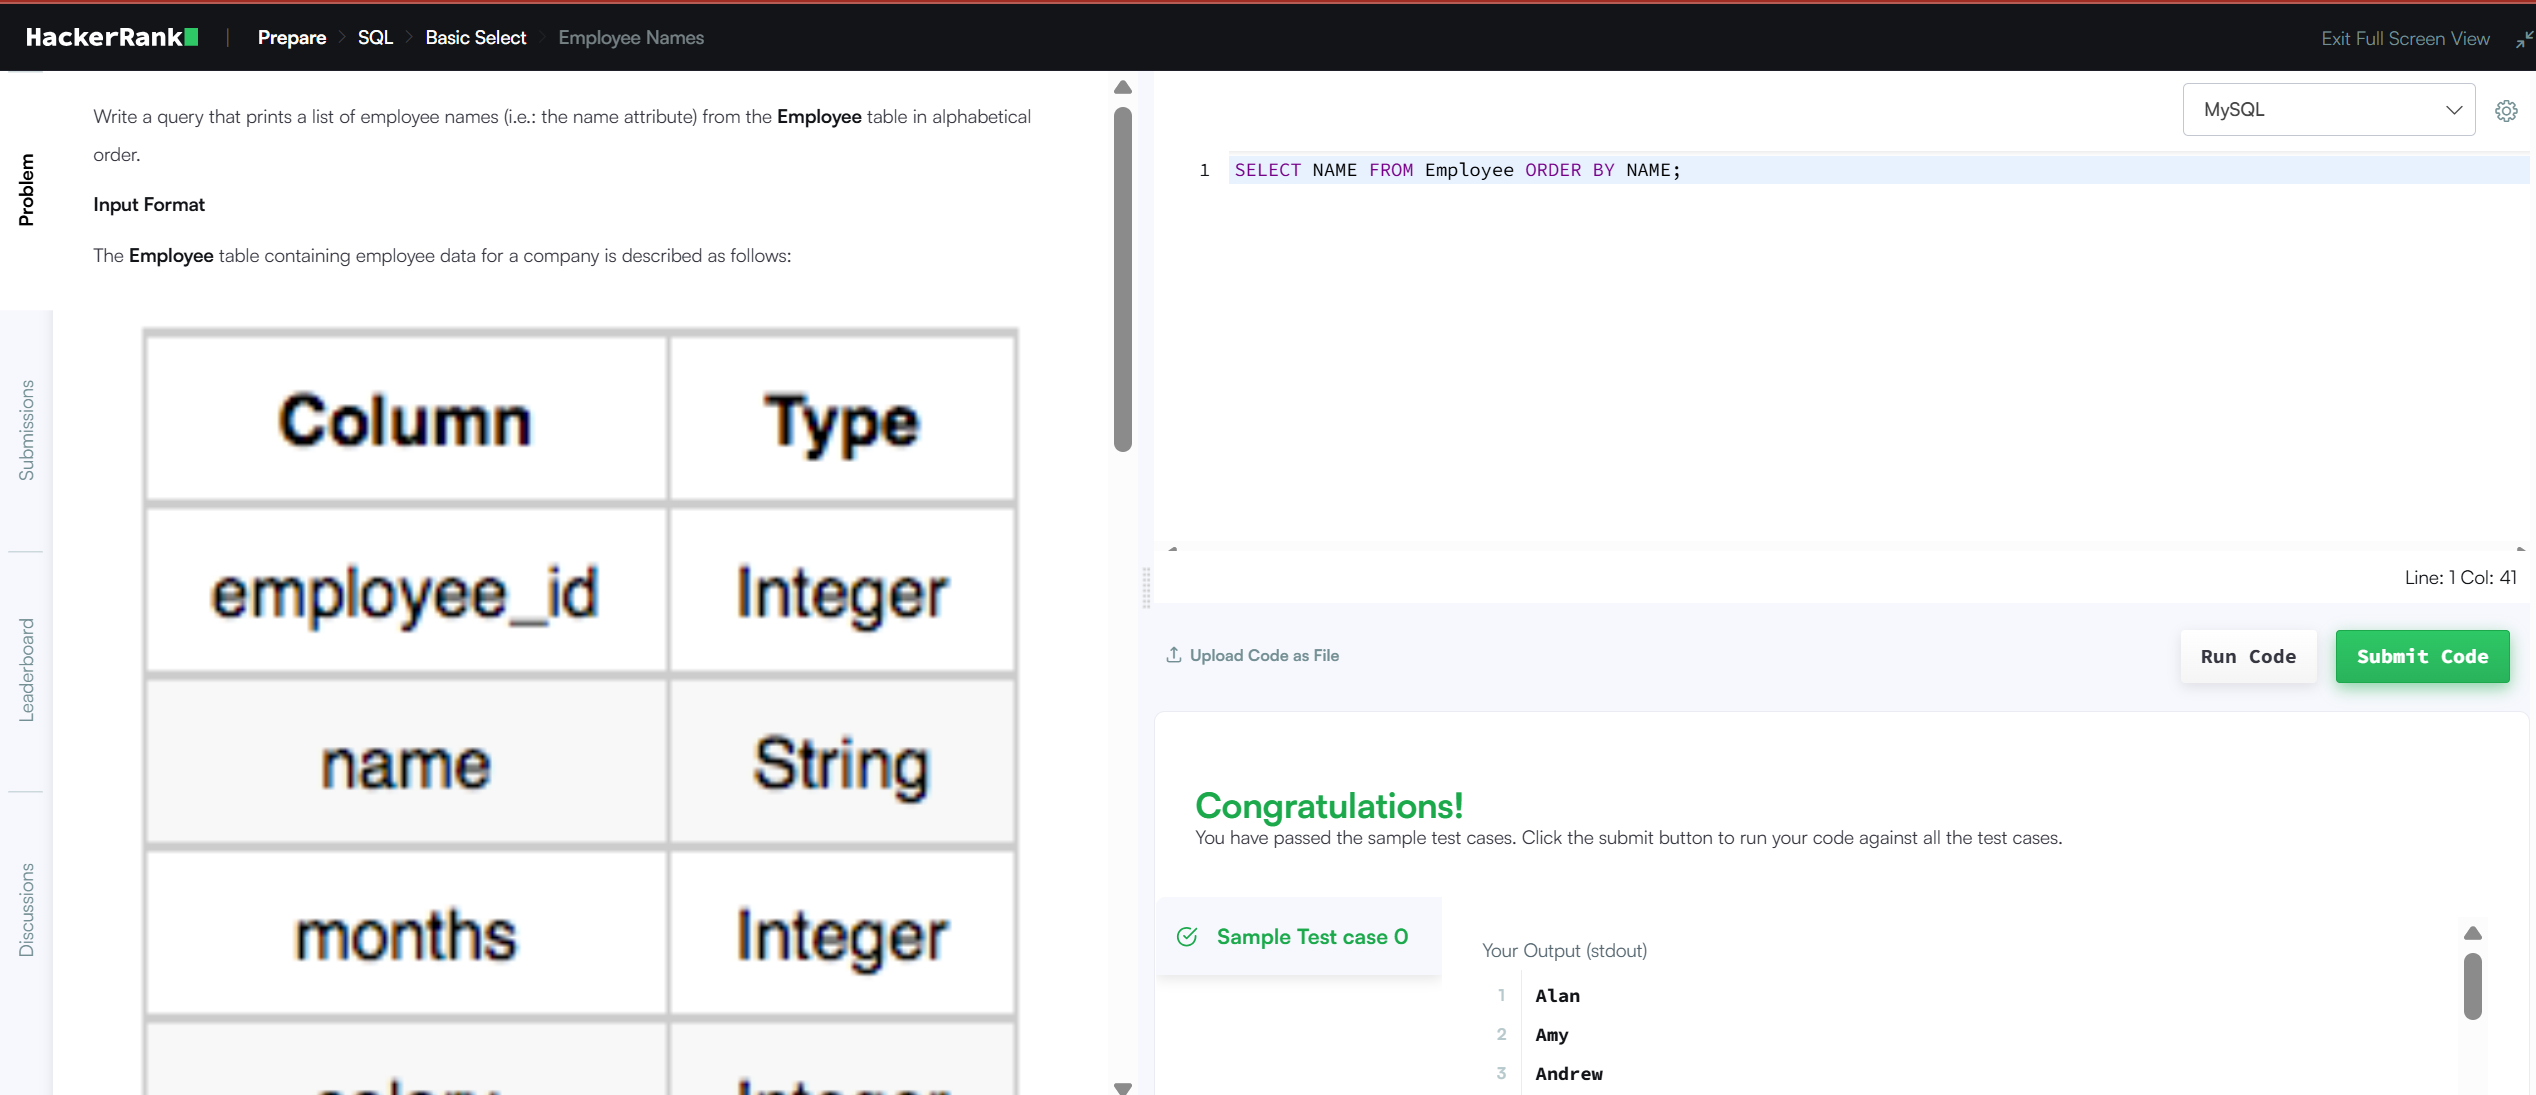 HackerRank | Prepare > SQL > Basic Select > Employee Names
Exit Full Screen View
Problem
Submissions
Leaderboard
Discussions
Write a query that prints a list of employee names (i.e.: the name attribute) from the Employee table in alphabetical
order.
Input Format
The Employee table containing employee data for a company is described as follows:
Column Type
employee_id Integer
name String
months Integer
MySQL
1 SELECT NAME FROM Employee ORDER BY NAME;
Line: 1 Col: 41
Upload Code as File
Run Code
Submit Code
Congratulations!
You have passed the sample test cases. Click the submit button to run your code against all the test cases.
Sample Test case 0
Your Output (stdout)
1 Alan
2 Amy
3 Andrew